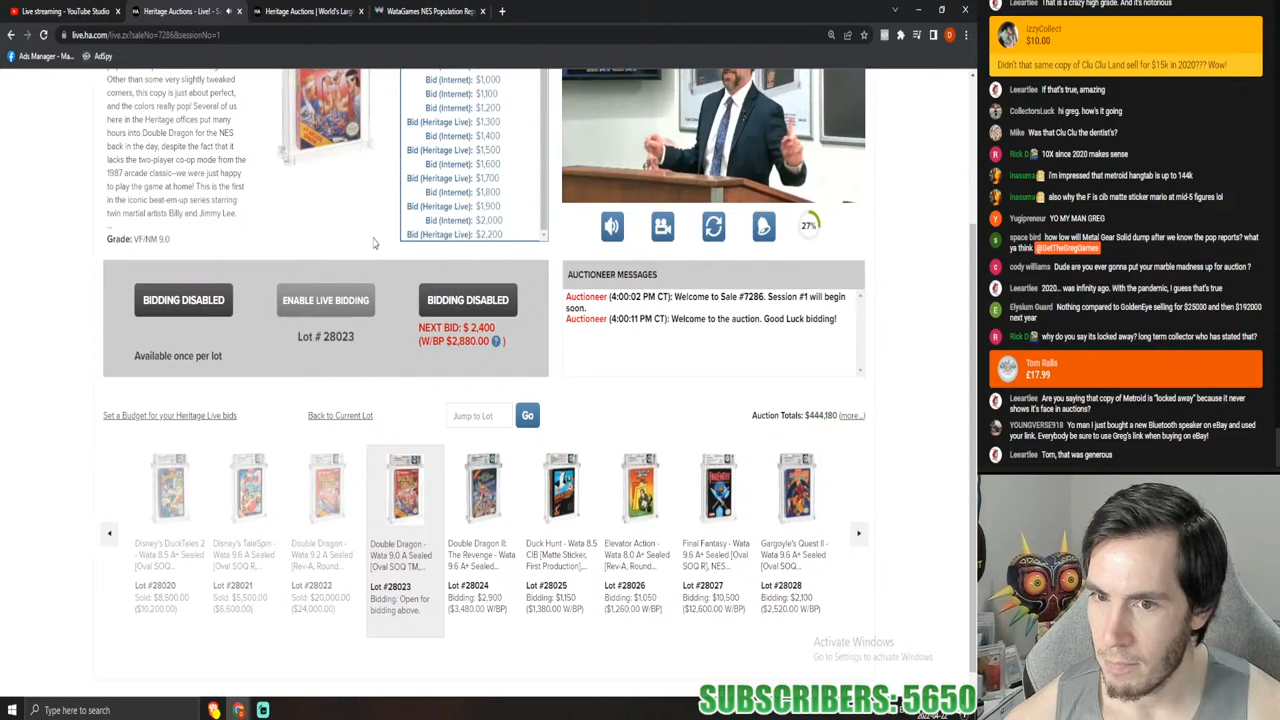 Live streaming - YouTube Studio
Heritage Auctions - Live! - S
Heritage Auctions | World's Larg
WataGames NES Population Rep
live.ha.com/live.zx?saleNo=7286&session=No=1
Ads Manager - Ma...
AdSpy
Other than some very slightly tweaked
corners, this copy is just about perfect,
and the colors really pop! Several of us
here in the Heritage offices put many
hours into Double Dragon for the NES
back in the day, despite the fact that it
lacks the two-player co-op mode from the
1987 arcade classic--we were just happy
to play the game at home! This is the first
in the iconic beat-em-up series starring
twin martial artists Billy and Jimmy Lee.
...
Grade: VF/NM 9.0
Bid (Internet) $1,000
Bid (Internet): $1,100
Bid (Internet): $1,200
Bid (Heritage Live): $1,300
Bid (Internet): $1,400
Bid (Heritage Live): $1,500
Bid (Internet): $1,600
Bid (Heritage Live): $1,700
Bid (Internet): $1,800
Bid (Heritage Live): $1,900
Bid (Internet): $2,000
Bid (Heritage Live): $2,200
27%
BIDDING DISABLED
ENABLE LIVE BIDDING
BIDDING DISABLED
Lot # 28023
Available once per lot
NEXT BID: $ 2,400
(W/BP $2,880.00 ? )
AUCTIONEER MESSAGES
Auctioneer (4:00:02 PM CT): Welcome to Sale #7286. Session #1 will begin
soon.
Auctioneer (4:00:11 PM CT): Welcome to the auction. Good Luck bidding!
Set a Budget for your Heritage Live bids
Back to Current Lot
Jump to Lot
Go
Auction Totals: $444,180 (more...)
Disney's DuckTales 2
- Wata 8.5 A+ Sealed
[Oval SOQ...
Lot #28020
Sold: $8,500.00
($10,200.00)
Disney's TaleSpin -
Wata 9.6 A Sealed
[Oval SOQ R,...
Lot #28021
Sold: $5,500.00
($6,600.00)
Double Dragon -
Wata 9.2 A Sealed
[Rev-A, Round...
Lot #28022
Sold: $20,000.00
($24,000.00)
Double Dragon -
Wata 9.0 A Sealed
[Oval SOQ TM,...
Lot #28023
Bidding: Open for
bidding above.
Double Dragon II:
The Revenge - Wata
9.6 A+ Sealed...
Lot #28024
Bidding: $2,900
($3,480.00 W/BP)
Duck Hunt - Wata 8.5
CIB [Matte Sticker,
First Production]...
Lot #28025
Bidding: $1,150
($1,380.00 W/BP)
Elevator Action -
Wata 8.0 A+ Sealed
[Rev-A, Round...
Lot #28026
Bidding: $1,050
($1,260.00 W/BP)
Final Fantasy - Wata
9.6 A+ Sealed [Oval
SOQ R], NES...
Lot #28027
Bidding: $10,500
($12,600.00 W/BP)
Gargoyle's Quest II -
Wata 9.6 A+ Sealed
[Oval SOQ...
Lot #28028
Bidding: $2,100
($2,520.00 W/BP)
Activate Windows
Go to Settings to activate Windows.
Type here to search
SUBSCRIBERS: 5650
Leeartlee That is a crazy high grade. And it's notorious
IzzyCollect
$10.00
Didn't that same copy of Clu Clu Land sell for $15k in 2020??? Wow!
Leeartlee If that's true, amazing
CollectorsLuck hi greg. how's it going
Mike Was that Clu Clu the dentist's?
Rick D 10X since 2020 makes sense
inasuma i'm impressed that metroid hangtab is up to 144k
inasuma also why the F is cib matte sticker mario at mid-5 figures lol
Yugipreneur YO MY MAN GREG
space bird how low will Metal Gear Solid dump after we know the pop reports? what
ya think @GetTheGregGames
cody williams Dude are you ever gonna put your marble madness up for auction ?
Leeartlee 2020... was infinity ago. With the pandemic, I guess that's true
Elysium Guard Nothing compared to GoldenEye selling for $25000 and $192000
next year
Rick D why do you say its locked away? long term collector who has stated that?
Tom Ralls
£17.99
Leeartlee Are you saying that copy of Metroid is "locked away" because it never
shows it's face in auctions?
YOUNGVERSE918 Yo man I just bought a new Bluetooth speaker on eBay and used
your link. Everybody be sure to use Greg's link when buying on eBay!
Leeartlee Tom, that was generous